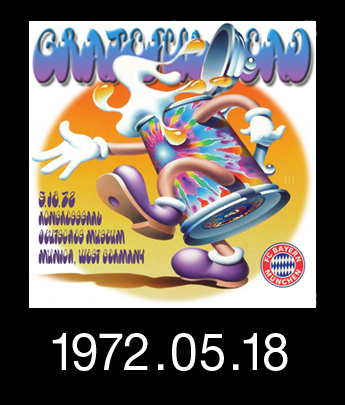 GRATEFUL DEAD
5.18.72
KONGRESSAAL
DEUTSCHES MUSEUM
MUNICH, WEST GERMANY
FC BAYERN
MÜNCHEN
1972.05.18